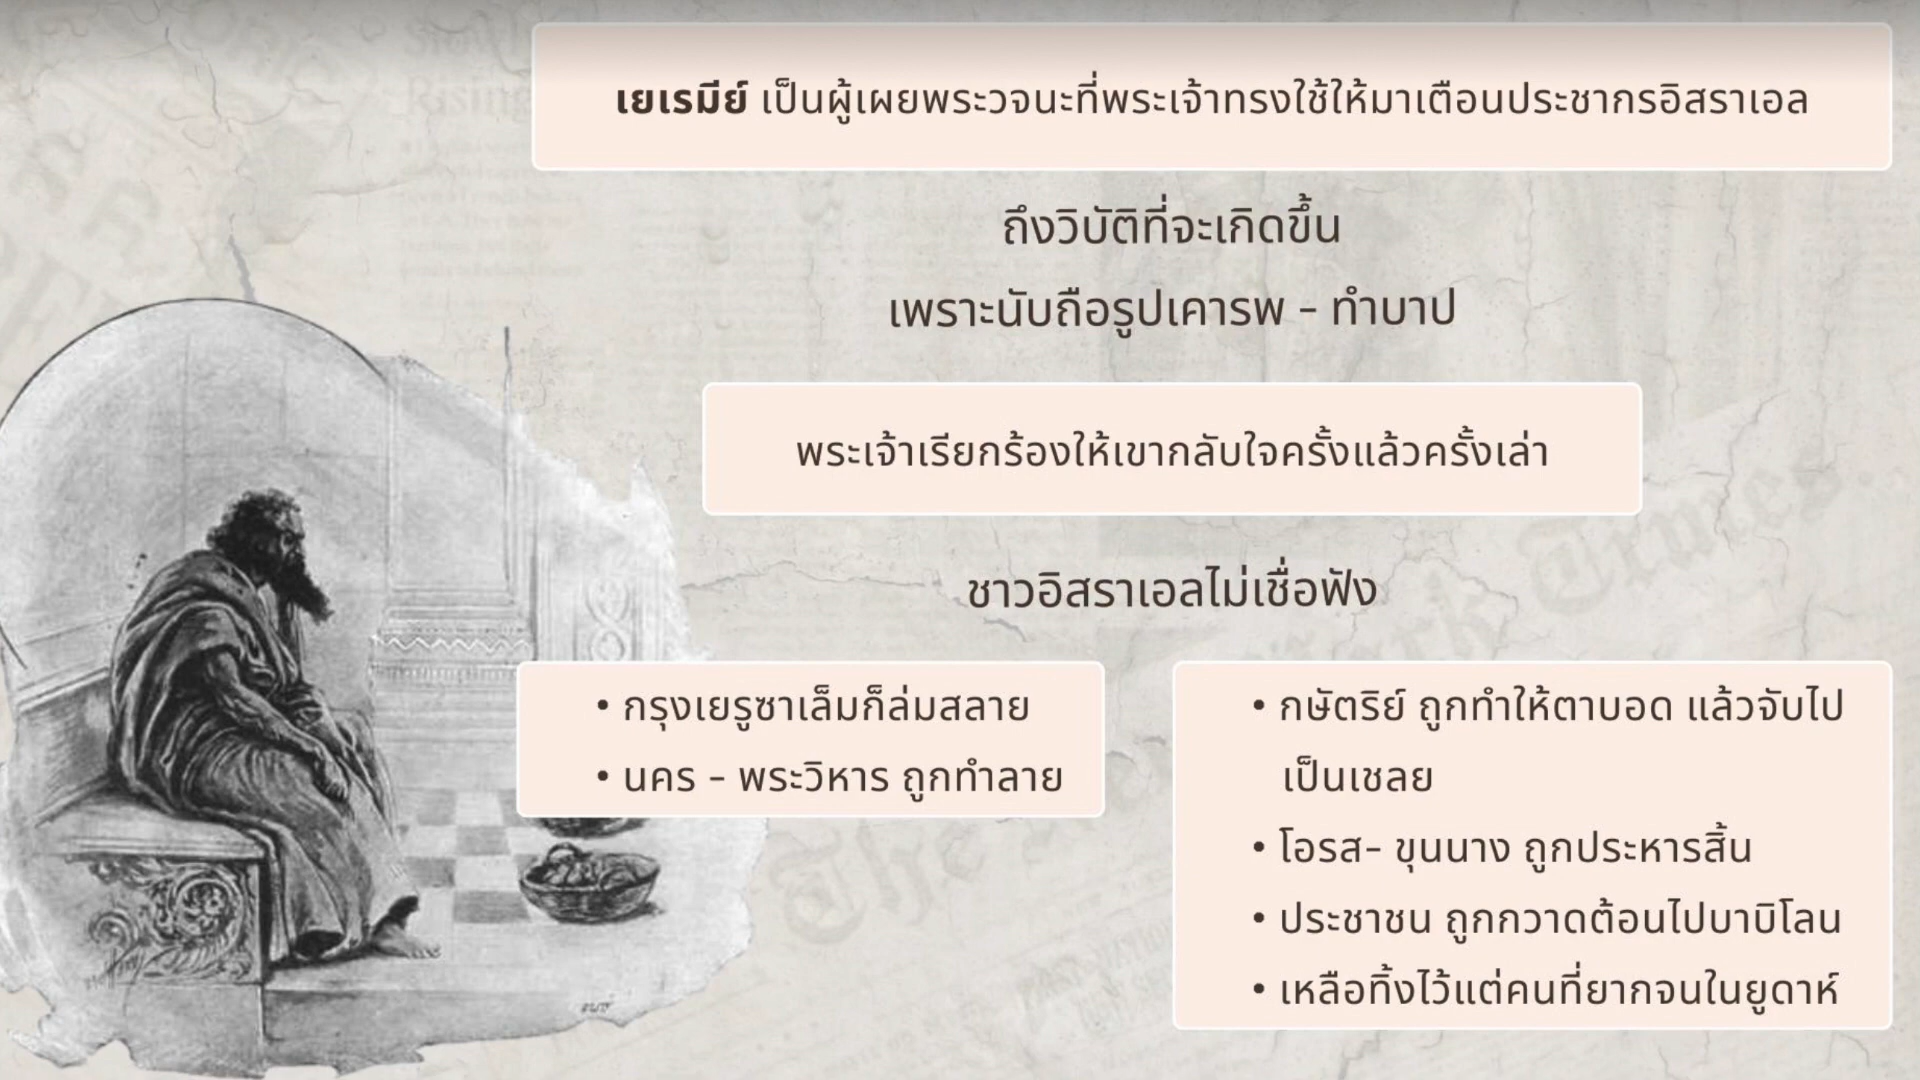 เยเรมีย์ เป็นผู้เผยพระวจนะที่พระเจ้าทรงใช้ให้มาเตือนประชากรอิสราเอล
ถึงวิบัติที่จะเกิดขึ้น
เพราะนับถือรูปเคารพ - ทำบาป
พระเจ้าเรียกร้องให้เขากลับใจครั้งแล้วครั้งเล่า
ชาวอิสราเอลไม่เชื่อฟัง
• กรุงเยรูซาเล็มก็ล่มสลาย
• นคร - พระวิหาร ถูกทำลาย
• กษัตริย์ ถูกทำให้ตาบอด แล้วจับไป
เป็นเชลย
• โอรส- ขุนนาง ถูกประหารสิ้น
• ประชาชน ถูกกวาดต้อนไปบาบิโลน
• เหลือทิ้งไว้แต่คนที่ยากจนในยูดาห์